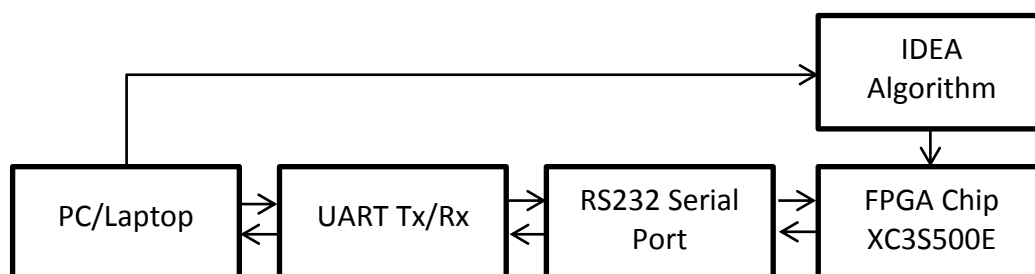 IDEA
Algorithm
PC/Laptop
UART Tx/Rx
RS232 Serial
Port
FPGA Chip
XC3S500E